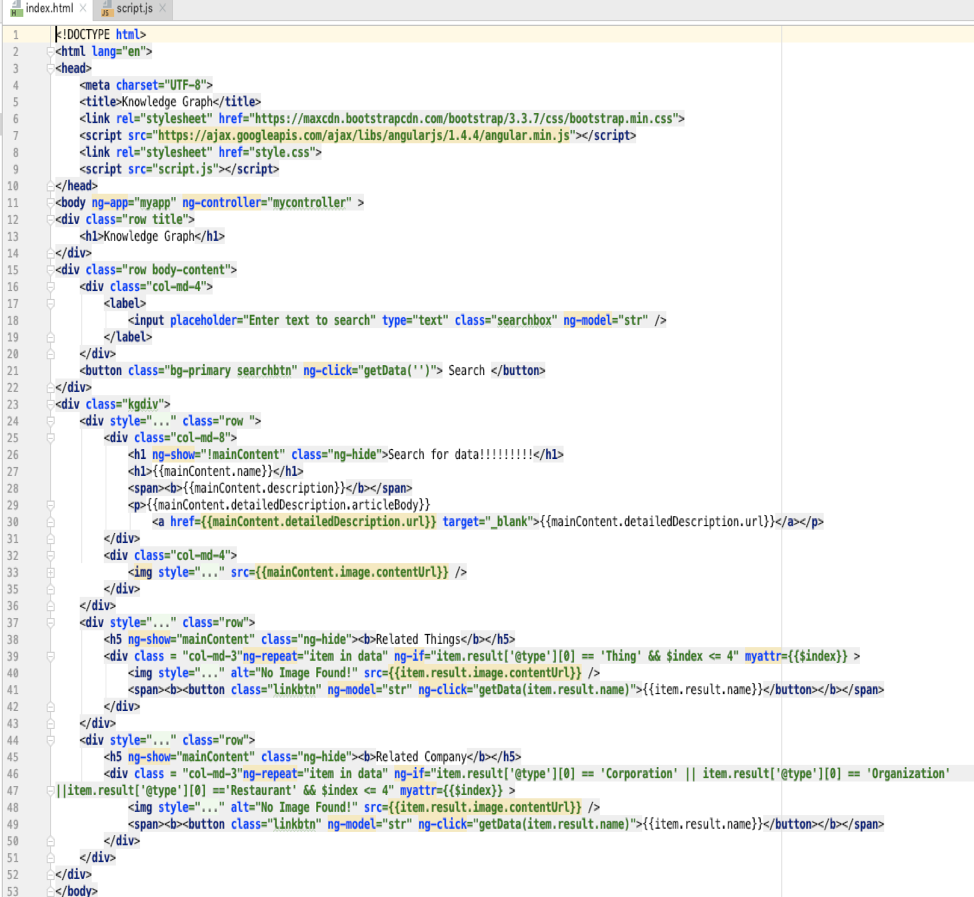 index.html script.js
1 <!DOCTYPE html>
2 <html lang="en">
3 <head>
4 <meta charset="UTF-8">
5 <title>Knowledge Graph</title>
6 <link rel="stylesheet" href="https://maxcdn.bootstrapcdn.com/bootstrap/3.3.7/css/bootstrap.min.css">
7 <script src="https://ajax.googleapis.com/ajax/libs/angularjs/1.4.4/angular.min.js"></script>
8 <link rel="stylesheet" href="style.css">
9 <script src="script.js"></script>
10 </head>
11 <body ng-app="myapp" ng-controller="mycontroller" >
12 <div class="row title">
13 <h1>Knowledge Graph</h1>
14 </div>
15 <div class="row body-content">
16 <div class="col-md-4">
17 <label>
18 <input placeholder="Enter text to search" type="text" class="searchbox" ng-model="str" />
19 </label>
20 </div>
21 <button class="bg-primary searchbtn" ng-click="getData('')"> Search </button>
22 </div>
23 <div class="kgdiv">
24 <div style="..." class="row ">
25 <div class="col-md-8">
26 <h1 ng-show="!mainContent" class="ng-hide">Search for data!!!!!!!!!</h1>
27 <h1>{{mainContent.name}}</h1>
28 <span><b>{{mainContent.description}}</b></span>
29 <p>{{mainContent.detailedDescription.articleBody}}
30 <a href={{mainContent.detailedDescription.url}} target="_blank">{{mainContent.detailedDescription.url}}</a></p>
31 </div>
32 <div class="col-md-4">
33 <img style="..." src={{mainContent.image.contentUrl}} />
35 </div>
36 </div>
37 <div style="..." class="row">
38 <h5 ng-show="mainContent" class="ng-hide"><b>Related Things</b></h5>
39 <div class = "col-md-3"ng-repeat="item in data" ng-if="item.result['@type'][0] == 'Thing' && $index <= 4" myattr={{$index}} >
40 <img style="..." alt="No Image Found!" src={{item.result.image.contentUrl}} />
41 <span><b><button class="linkbtn" ng-model="str" ng-click="getData(item.result.name)">{{item.result.name}}</button></b></span>
42 </div>
43 </div>
44 <div style="..." class="row">
45 <h5 ng-show="mainContent" class="ng-hide"><b>Related Company</b></h5>
46 <div class = "col-md-3"ng-repeat="item in data" ng-if="item.result['@type'][0] == 'Corporation' || item.result['@type'][0] == 'Organization'
47 ||item.result['@type'][0] =='Restaurant' && $index <= 4" myattr={{$index}} >
48 <img style="..." alt="No Image Found!" src={{item.result.image.contentUrl}} />
49 <span><b><button class="linkbtn" ng-model="str" ng-click="getData(item.result.name)">{{item.result.name}}</button></b></span>
50 </div>
51 </div>
52 </div>
53 </body>